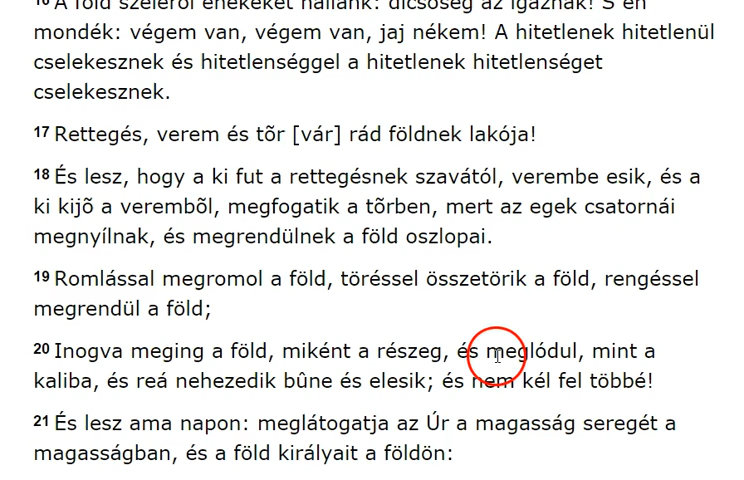 16 A föld széléről énekeket hallánk: dicsőség az igaznak! S én
mondék: végem van, végem van, jaj nékem! A hitetlenek hitetlenül
cselekesznek és hitetlenséggel a hitetlenek hitetlenséget
cselekesznek.
17 Rettegés, verem és tõr [vár] rád földnek lakója!
18 És lesz, hogy a ki fut a rettegésnek szavától, verembe esik, és a
ki kijõ a verembõl, megfogatik a tõrben, mert az egek csatornái
megnyílnak, és megrendülnek a föld oszlopai.
19 Romlással megromol a föld, töréssel összetörik a föld, rengéssel
megrendül a föld;
20 Inogva meging a föld, miként a részeg, és meglódul, mint a
kaliba, és reá nehezedik bûne és elesik; és nem kél fel többé!
21 És lesz ama napon: meglátogatja az Úr a magasság seregét a
magasságban, és a föld királyait a földön: